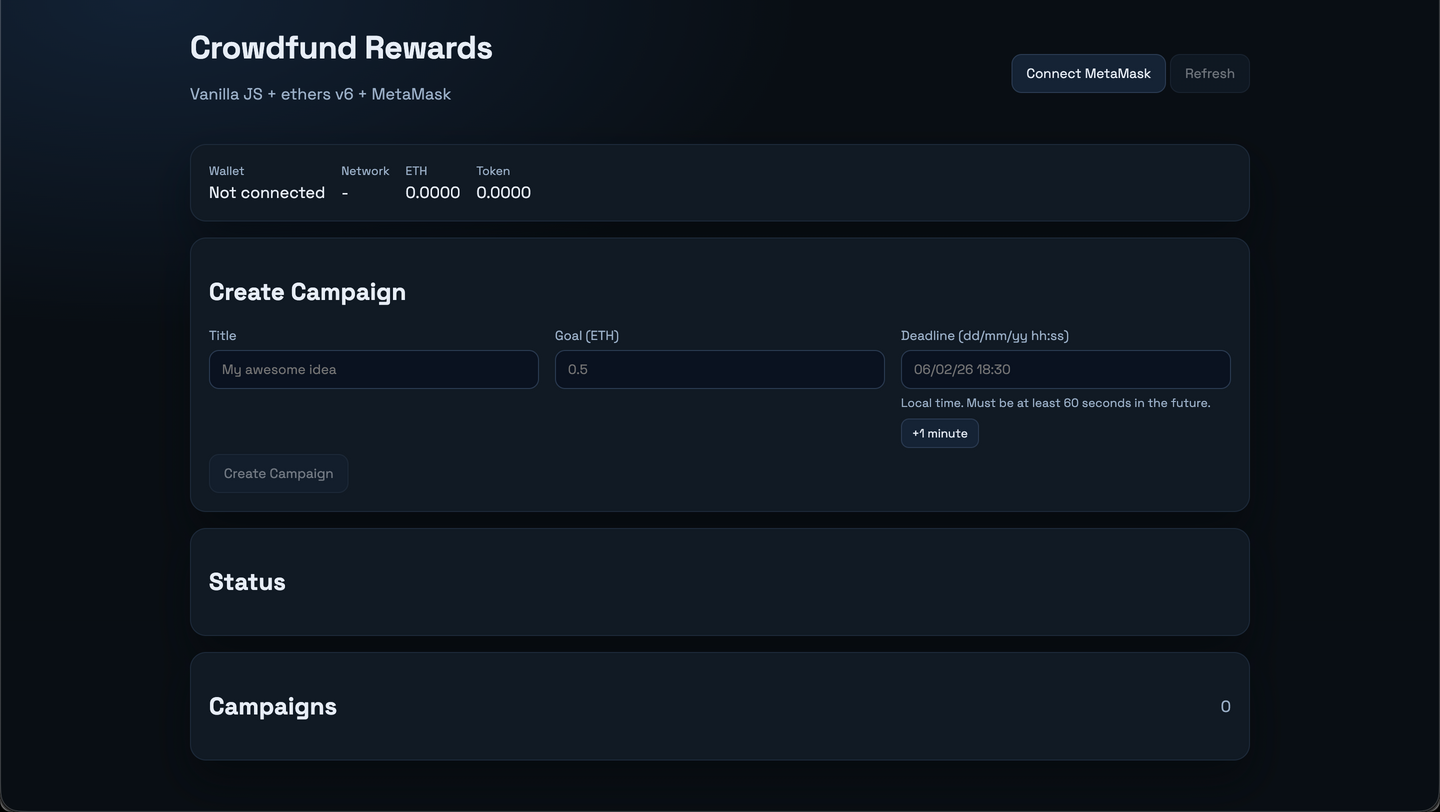 Crowdfund Rewards
Vanilla JS + ethers v6 + MetaMask
Connect MetaMask
Refresh
Wallet
Network
ETH
Token
Not connected
-
0.0000
0.0000
Create Campaign
Title
Goal (ETH)
Deadline (dd/mm/yy hh:ss)
My awesome idea
0.5
06/02/26 18:30
Local time. Must be at least 60 seconds in the future.
+1 minute
Create Campaign
Status
Campaigns
0